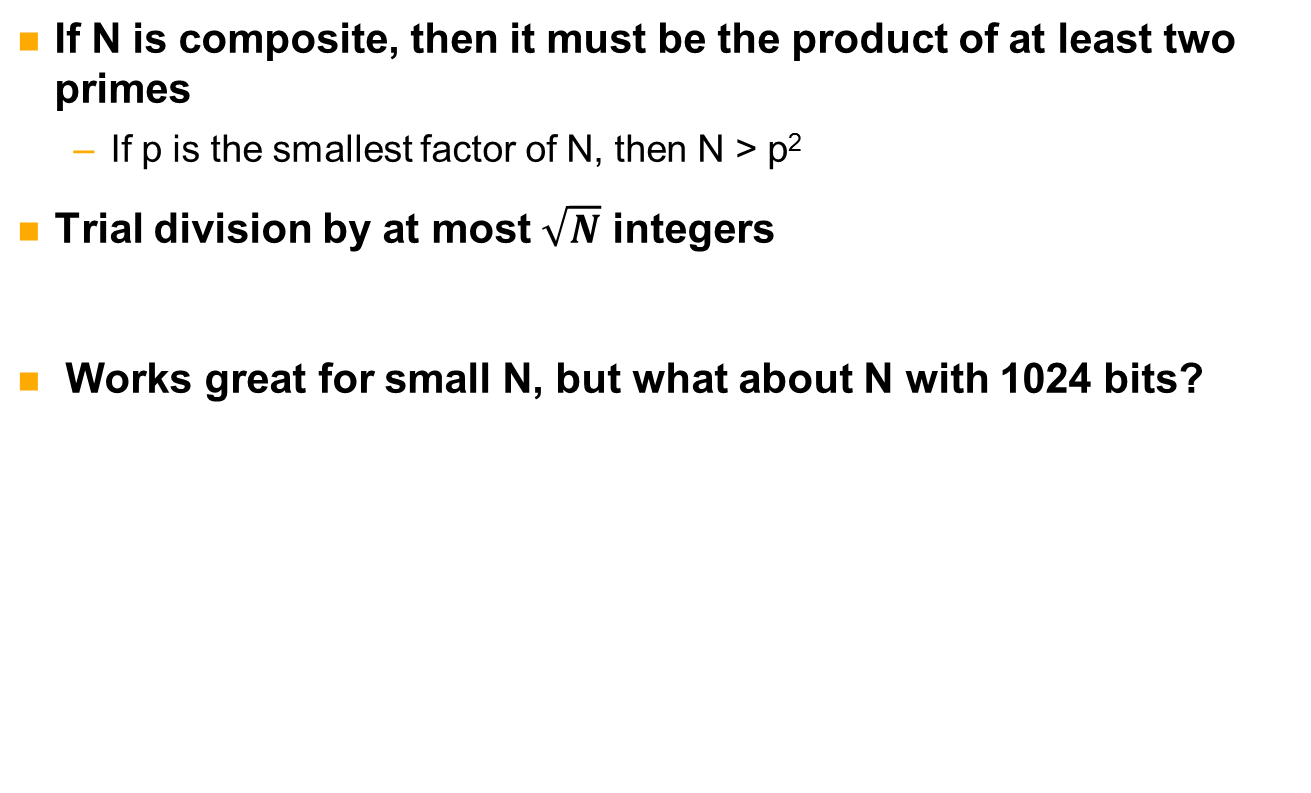 ■ If N is composite, then it must be the product of at least two
primes
– If p is the smallest factor of N, then N > p²
■ Trial division by at most √N integers
■ Works great for small N, but what about N with 1024 bits?